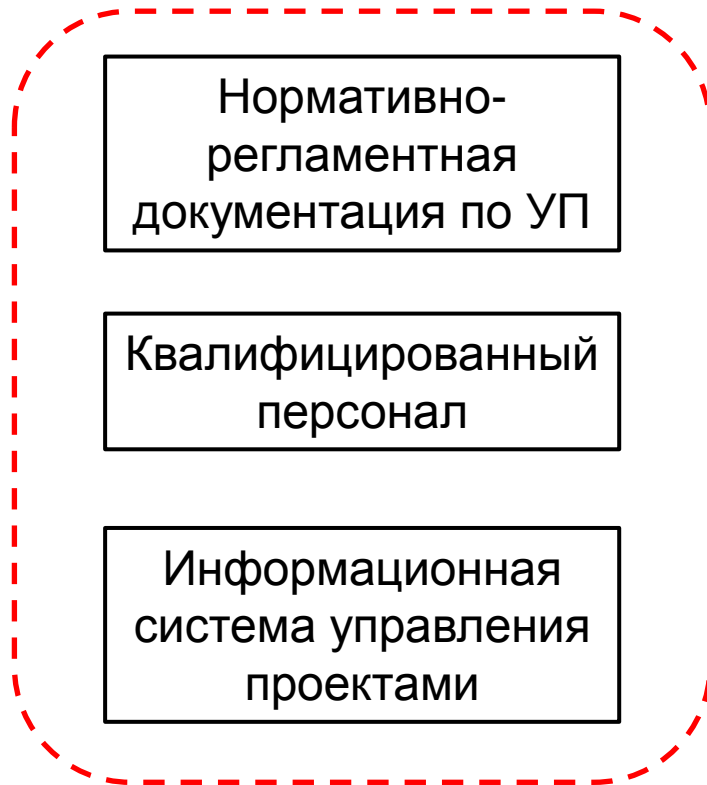 Нормативно-
регламентная
документация по УП
Квалифицированный
персонал
Информационная
система управления
проектами